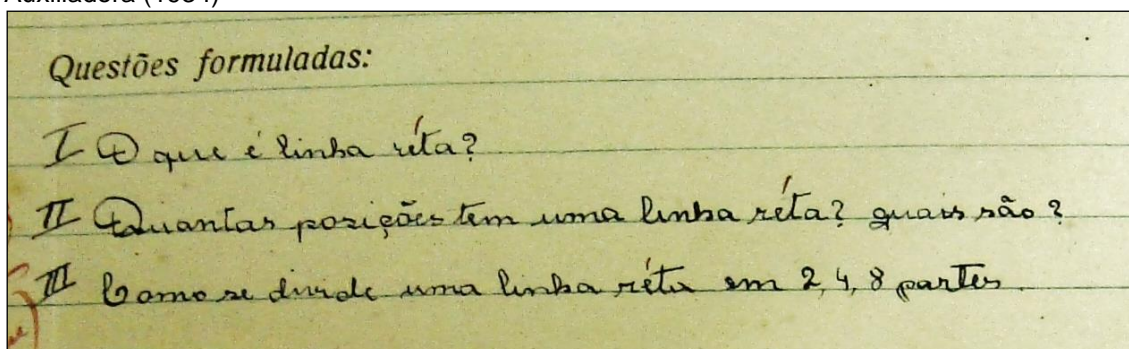 Auxiliadora (1954)
Questões formuladas:
I O que é linha réta?
II Quantas posições tem uma linha réta? quais são?
III Como se divide uma linha réta em 2, 4, 8 partes.